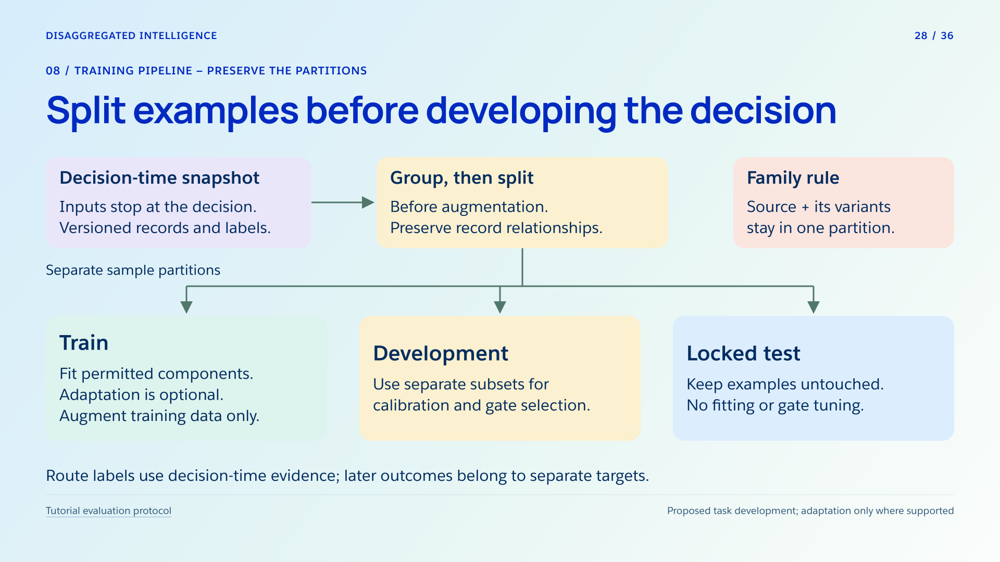 DISAGGREGATED INTELLIGENCE
28 / 36
08 / TRAINING PIPELINE – PRESERVE THE PARTITIONS
Split examples before developing the decision
Decision-time snapshot
Inputs stop at the decision.
Versioned records and labels.
Group, then split
Before augmentation.
Preserve record relationships.
Family rule
Source + its variants
stay in one partition.
Separate sample partitions
Train
Fit permitted components.
Adaptation is optional.
Augment training data only.
Development
Use separate subsets for
calibration and gate selection.
Locked test
Keep examples untouched.
No fitting or gate tuning.
Route labels use decision-time evidence; later outcomes belong to separate targets.
Tutorial evaluation protocol
Proposed task development; adaptation only where supported